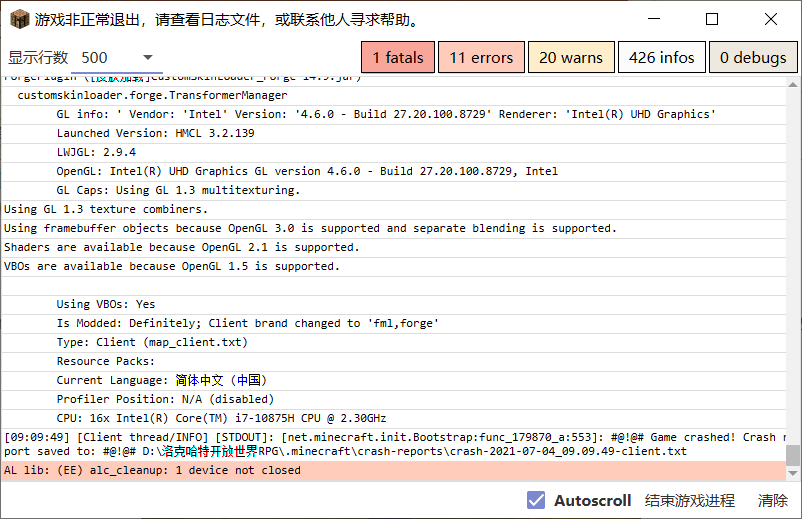 游戏非正常退出，请查看日志文件，或联系他人寻求帮助。
显示行数 500 1 fatals 11 errors 20 warns 426 infos 0 debugs
ForgePlugin ([皮肤加载]CustomSkinLoader_Forge-14.9.jar)
customskinloader.forge.TransformerManager
GL info: ' Vendor: 'Intel' Version: '4.6.0 - Build 27.20.100.8729' Renderer: 'Intel(R) UHD Graphics'
Launched Version: HMCL 3.2.139
LWJGL: 2.9.4
OpenGL: Intel(R) UHD Graphics GL version 4.6.0 - Build 27.20.100.8729, Intel
GL Caps: Using GL 1.3 multitexturing.
Using GL 1.3 texture combiners.
Using framebuffer objects because OpenGL 3.0 is supported and separate blending is supported.
Shaders are available because OpenGL 2.1 is supported.
VBOs are available because OpenGL 1.5 is supported.
Using VBOs: Yes
Is Modded: Definitely; Client brand changed to 'fml,forge'
Type: Client (map_client.txt)
Resource Packs:
Current Language: 简体中文 (中国)
Profiler Position: N/A (disabled)
CPU: 16x Intel(R) Core(TM) i7-10875H CPU @ 2.30GHz
[09:09:49] [Client thread/INFO] [STDOUT]: [net.minecraft.init.Bootstrap:func_179870_a:553]: #@!@# Game crashed! Crash re
port saved to: #@!@# D:\洛克哈特开放世界RPG\.minecraft\crash-reports\crash-2021-07-04_09.09.49-client.txt
AL lib: (EE) alc_cleanup: 1 device not closed
Autoscroll 结束游戏进程 清除